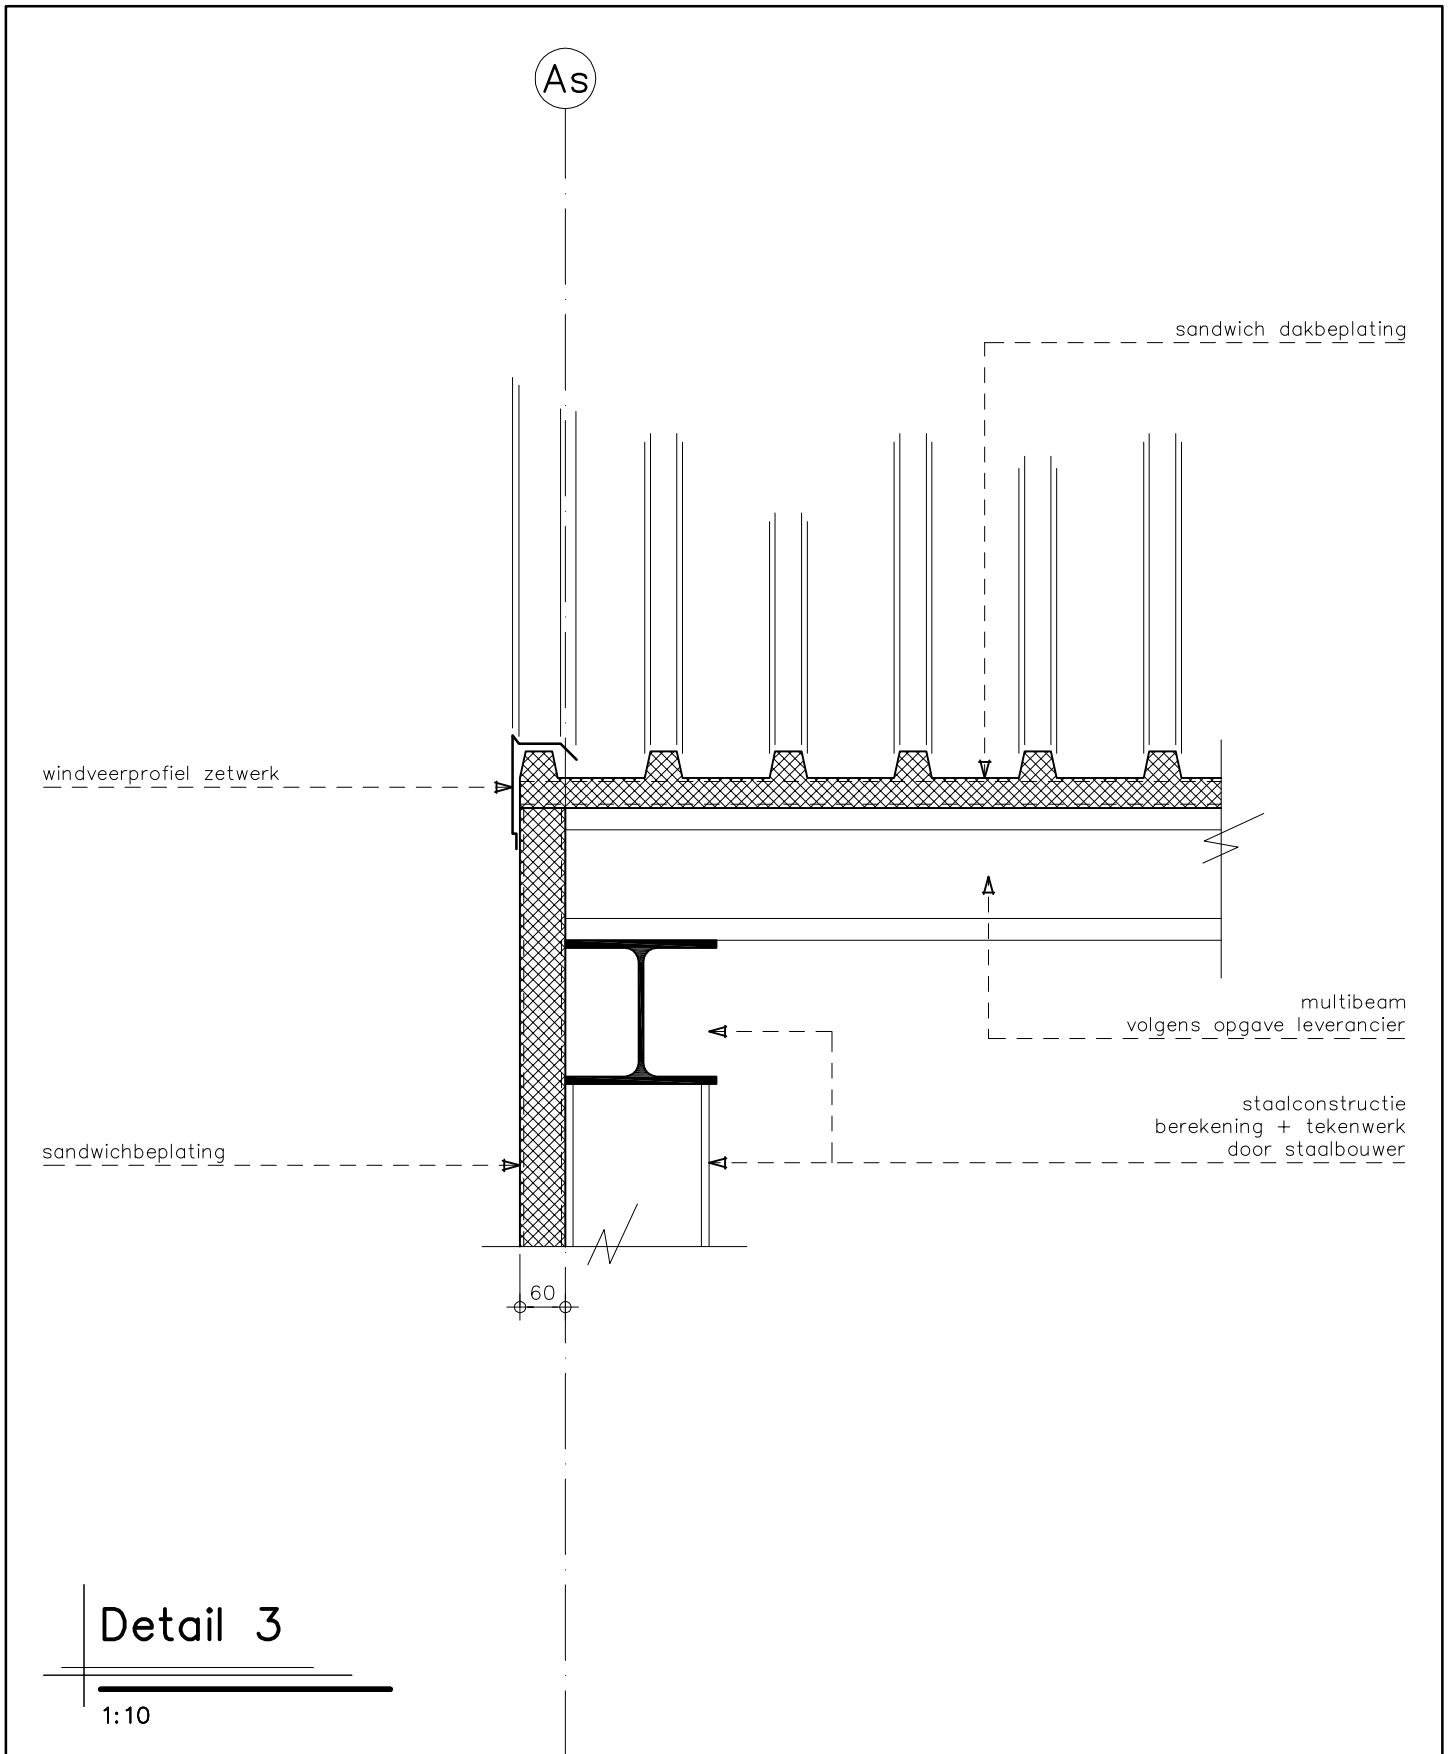 As
sandwich dakbeplating
windveerprofiel zetwerk
multibeam
volgens opgave leverancier
staalconstructie
berekening + tekenwerk
door staalbouwer
sandwichbeplating
60
Detail 3
1:10